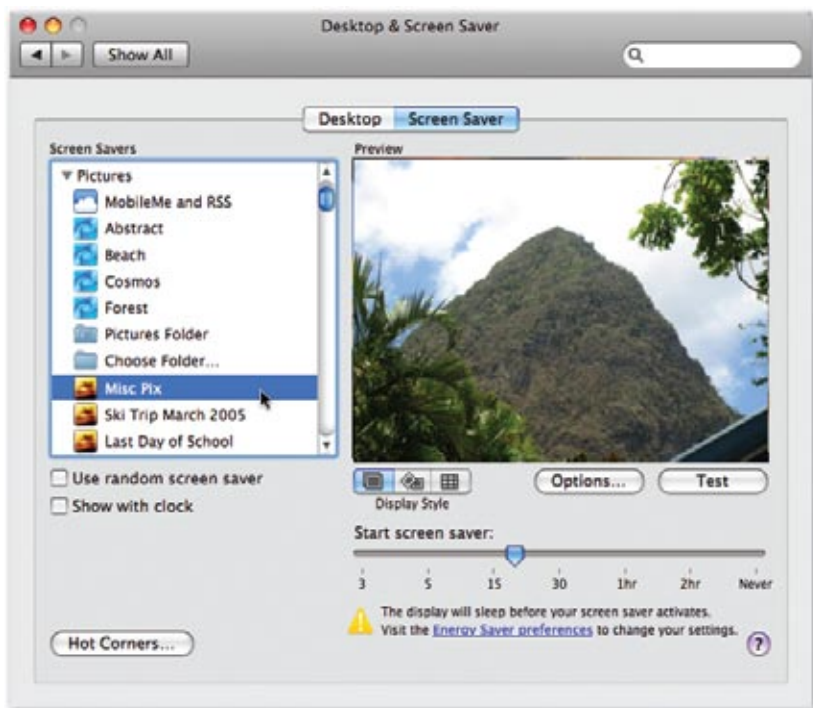 Desktop & Screen Saver
Show All
Desktop
Screen Saver
Screen Savers
Pictures
MobileMe and RSS
Abstract
Beach
Cosmos
Forest
Pictures Folder
Choose Folder...
Misc Pix
Ski Trip March 2005
Last Day of School
Use random screen saver
Show with clock
Hot Corners...
Preview
Display Style
Options...
Test
Start screen saver:
3 5 15 30 1hr 2hr Never
The display will sleep before your screen saver activates.
Visit the Energy Saver preferences to change your settings.
?